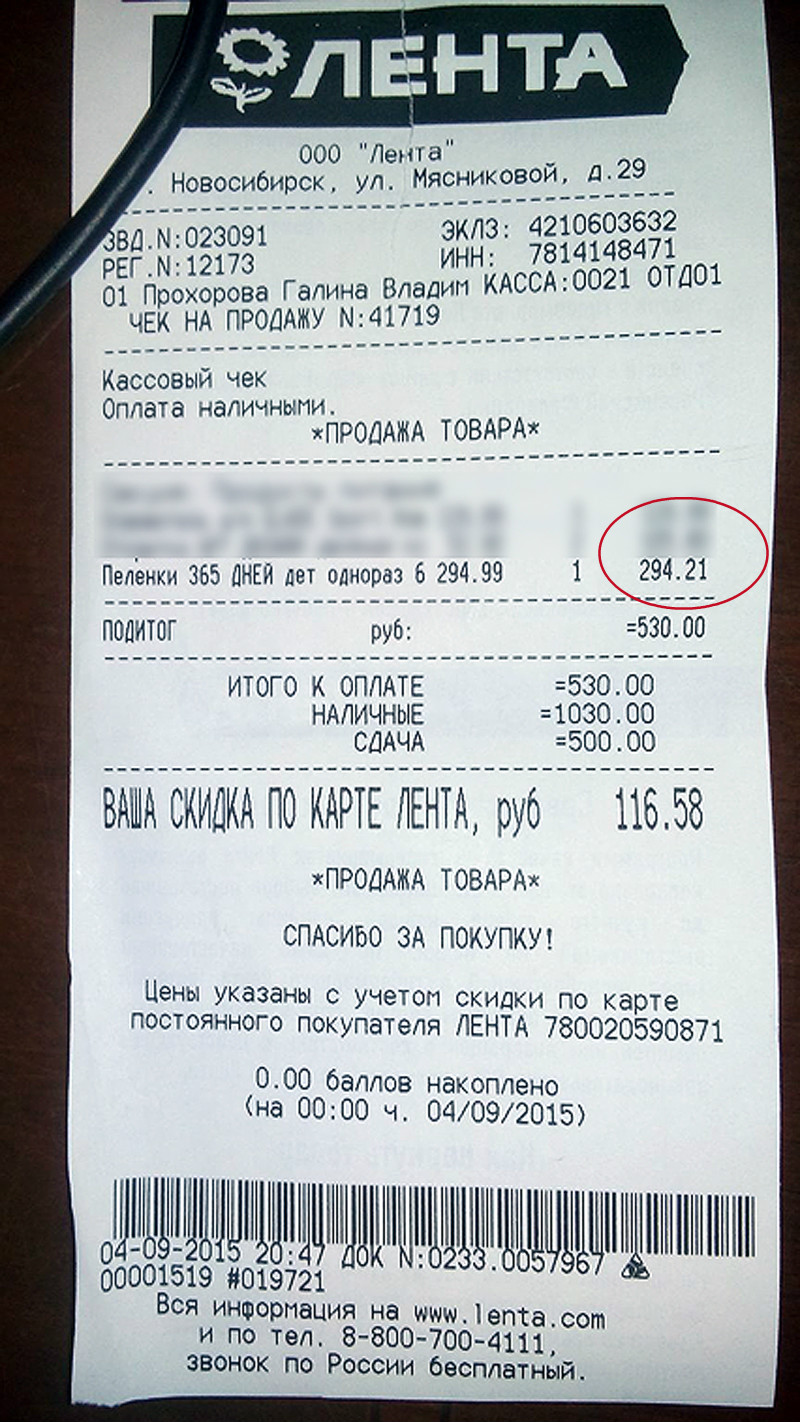 ЛЕНТА
ООО "Лента"
. Новосибирск, ул. Мясниковой, д.29
ЗВД.N:023091 ЭКЛЗ: 4210603632
РЕГ.N:12173 ИНН: 7814148471
01 Прохорова Галина Владим КАССА:0021 ОТД01
ЧЕК НА ПРОДАЖУ N:41719
Кассовый чек
Оплата наличными.
*ПРОДАЖА ТОВАРА*
Пеленки 365 ДНЕЙ дет однораз 6 294.99 1 294.21
ПОДИТОГ руб: =530.00
ИТОГО К ОПЛАТЕ =530.00
НАЛИЧНЫЕ =1030.00
СДАЧА =500.00
ВАША СКИДКА ПО КАРТЕ ЛЕНТА, руб 116.58
*ПРОДАЖА ТОВАРА*
СПАСИБО ЗА ПОКУПКУ!
Цены указаны с учетом скидки по карте
постоянного покупателя ЛЕНТА 780020590871
0.00 баллов накоплено
(на 00:00 ч. 04/09/2015)
04-09-2015 20:47 ДОК N:0233.0057967
00001519 #019721
Вся информация на www.lenta.com
и по тел. 8-800-700-4111,
звонок по России бесплатный.